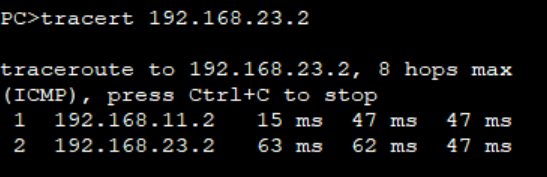 PC>tracert 192.168.23.2
traceroute to 192.168.23.2, 8 hops max
(ICMP), press Ctrl+C to stop
1 192.168.11.2 15 ms 47 ms 47 ms
2 192.168.23.2 63 ms 62 ms 47 ms